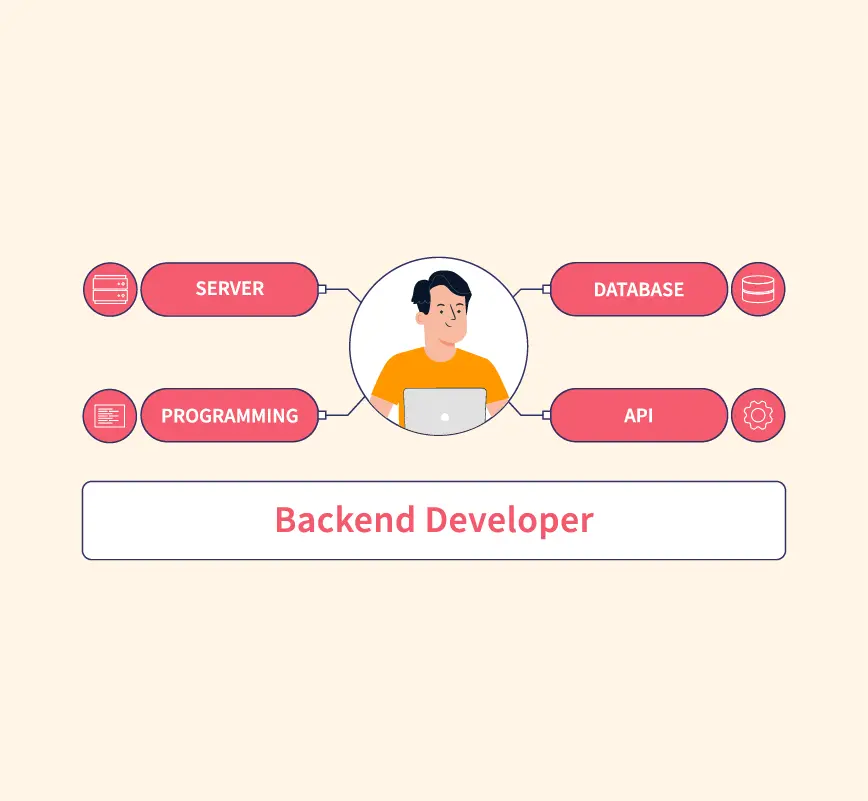 SERVER
DATABASE
PROGRAMMING
API
Backend Developer